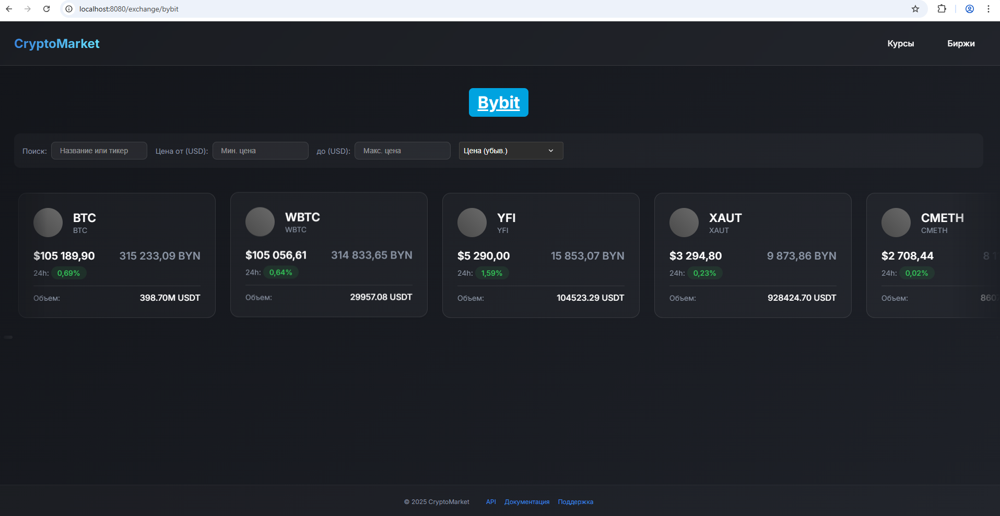 localhost:8080/exchange/bybit
CryptoMarket
Курсы
Биржи
Bybit
Поиск: Название или тикер Цена от (USD): Мин. цена до (USD): Макс. цена Цена (убыв.)
BTC
BTC
$105 189,90 315 233,09 BYN
24h: 0,69%
Объем: 398.70M USDT
WBTC
WBTC
$105 056,61 314 833,65 BYN
24h: 0,64%
Объем: 29957.08 USDT
YFI
YFI
$5 290,00 15 853,07 BYN
24h: 1,59%
Объем: 104523.29 USDT
XAUT
XAUT
$3 294,80 9 873,86 BYN
24h: 0,23%
Объем: 928424.70 USDT
CMETH
CMETH
$2 708,44
24h: 0,02%
Объем:
© 2025 CryptoMarket API Документация Поддержка